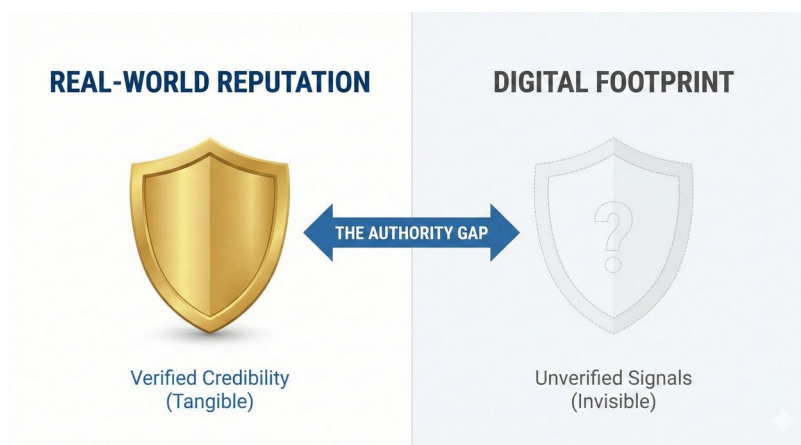 REAL-WORLD REPUTATION
DIGITAL FOOTPRINT
THE AUTHORITY GAP
?
Verified Credibility
(Tangible)
Unverified Signals
(Invisible)